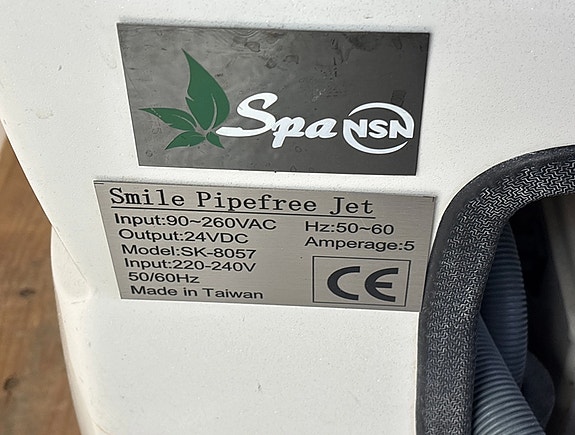 Spa NSN
Smile Pipefree Jet
Input:90~260VAC Hz:50~60
Output:24VDC Amperage:5
Model:SK-8057
Input:220-240V
50/60Hz
Made in Taiwan
CE